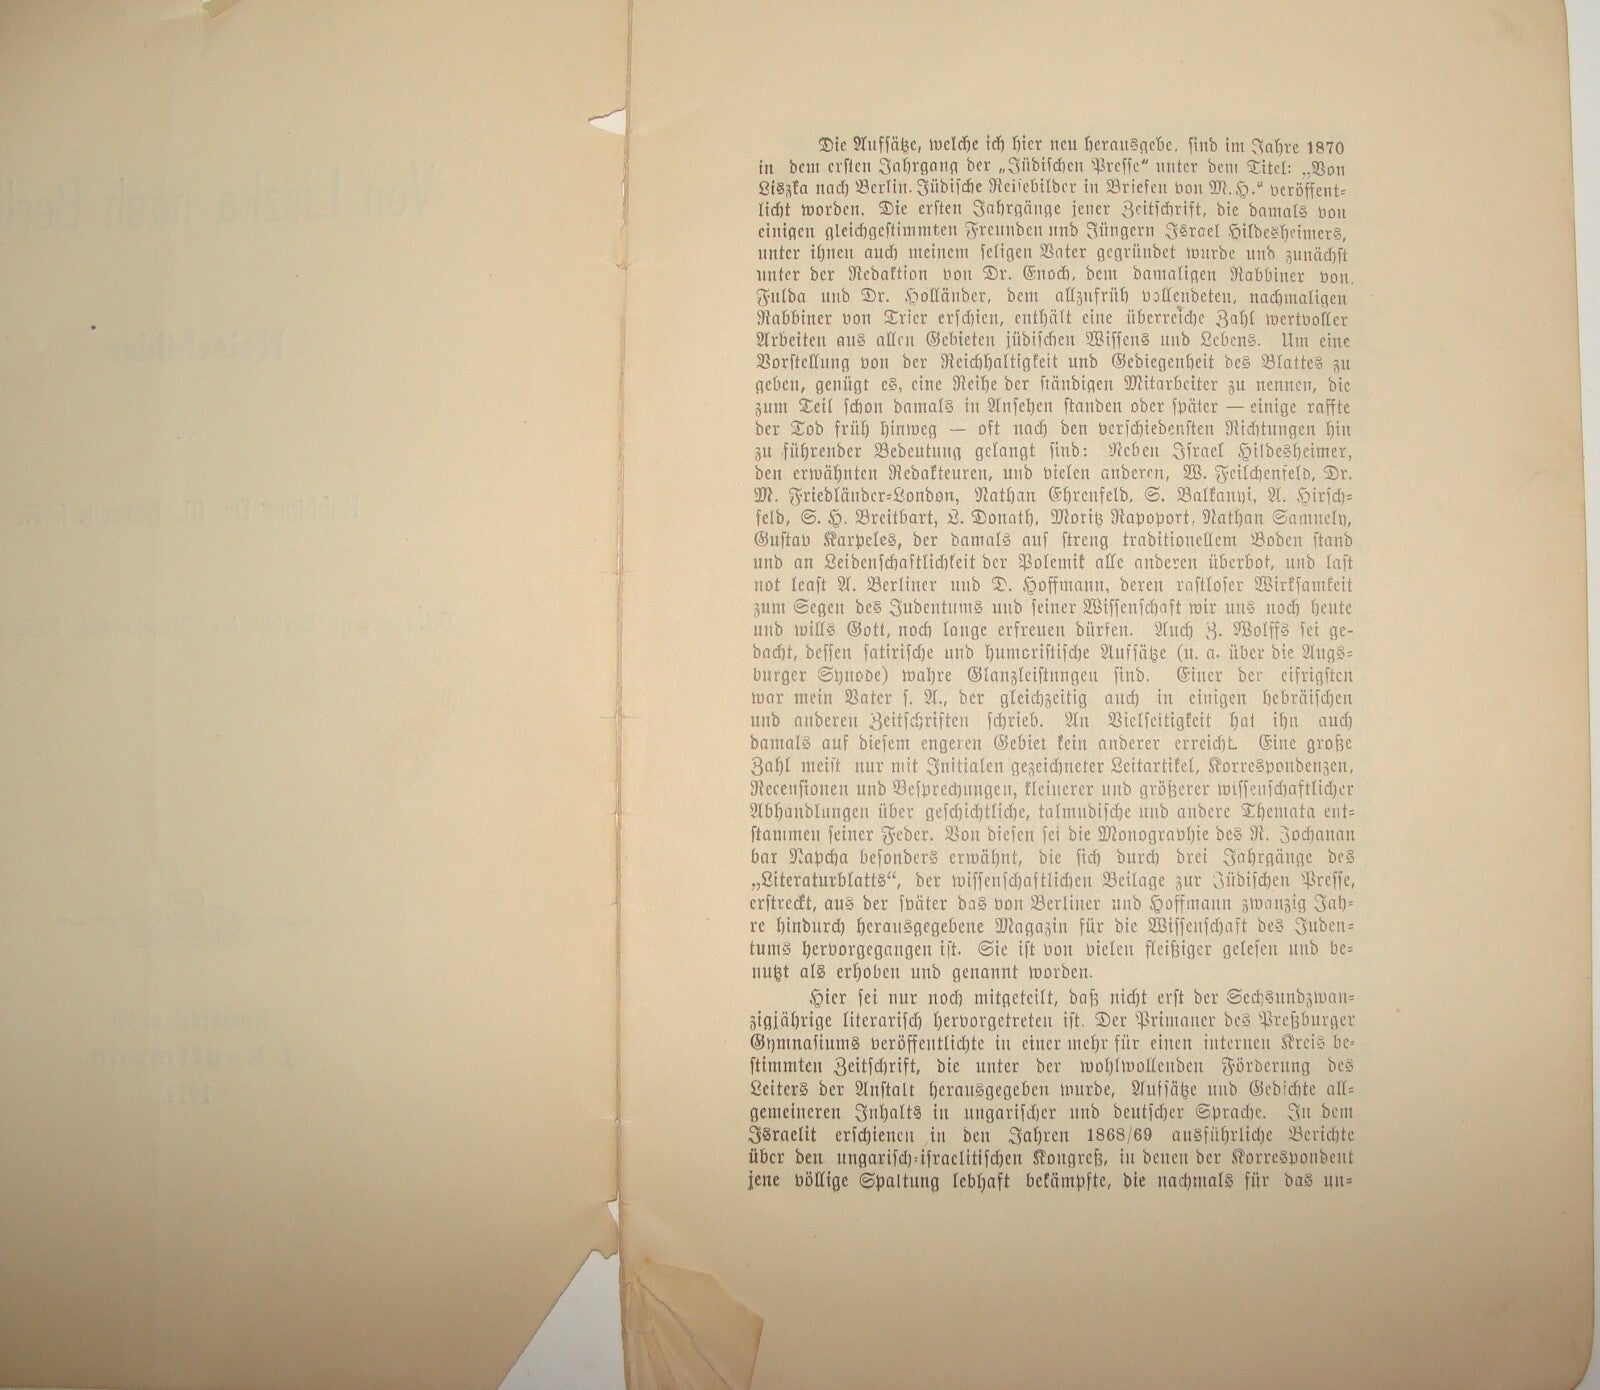 Die Aufsätze, welche ich hier neu herausgebe, sind im Jahre 1870
in dem ersten Jahrgang der „Jüdischen Presse“ unter dem Titel: „Von
Liszka nach Berlin. Jüdische Reisebilder in Briefen von M. H.“ veröffent=
licht worden. Die ersten Jahrgänge jener Zeitschrift, die damals von
einigen gleichgestimmten Freunden und Jüngern Israel Hildesheimers,
unter ihnen auch meinem seligen Vater gegründet wurde und zunächst
unter der Redaktion von Dr. Enoch, dem damaligen Rabbiner von
Fulda und Dr. Holländer, dem allzufrüh vollendeten, nachmaligen
Rabbiner von Trier erschien, enthält eine überreiche Zahl wertvoller
Arbeiten aus allen Gebieten jüdischen Wissens und Lebens. Um eine
Vorstellung von der Reichhaltigkeit und Gediegenheit des Blattes zu
geben, genügt es, eine Reihe der ständigen Mitarbeiter zu nennen, die
zum Teil schon damals in Ansehen standen oder später — einige raffte
der Tod früh hinweg — oft nach den verschiedensten Richtungen hin
zu führender Bedeutung gelangt sind: Neben Israel Hildesheimer,
den erwähnten Redakteuren, und vielen anderen, W. Feilchenfeld, Dr.
M. Friedländer=London, Nathan Ehrenfeld, S. Balkanyi, A. Hirsch=
feld, S. H. Breitbart, L. Donath, Moritz Rapoport, Nathan Samuely,
Gustav Karpeles, der damals auf streng traditionellem Boden stand
und an Leidenschaftlichkeit der Polemik alle anderen überbot, und last
not least A. Berliner und D. Hoffmann, deren rastloser Wirksamkeit
zum Segen des Judentums und seiner Wissenschaft wir uns noch heute
und wills Gott, noch lange erfreuen dürfen. Auch Z. Wolffs sei ge-
dacht, dessen satirische und humoristische Aufsätze (u. a. über die Augs=
burger Synode) wahre Glanzleistungen sind. Einer der eifrigsten
war mein Vater s. A., der gleichzeitig auch in einigen hebräischen
und anderen Zeitschriften schrieb. An Vielseitigkeit hat ihn auch
damals auf diesem engeren Gebiet kein anderer erreicht. Eine große
Zahl meist nur mit Initialen gezeichneter Leitartikel, Korrespondenzen,
Recensionen und Besprechungen, kleinerer und größerer wissenschaftlicher
Abhandlungen über geschichtliche, talmudische und andere Themata ent=
stammen seiner Feder. Von diesen sei die Monographie des R. Jochanan
bar Napcha besonders erwähnt, die sich durch drei Jahrgänge des
„Literaturblatts“, der wissenschaftlichen Beilage zur Jüdischen Presse,
erstreckt, aus der später das von Berliner und Hoffmann zwanzig Jah=
re hindurch herausgegebene Magazin für die Wissenschaft des Juden=
tums hervorgegangen ist. Sie ist von vielen fleißiger gelesen und be=
nutzt als erhoben und genannt worden.
Hier sei nur noch mitgeteilt, daß nicht erst der Sechsundzwan=
zigjährige literarisch hervorgetreten ist. Der Primaner des Preßburger
Gymnasiums veröffentlichte in einer mehr für einen internen Kreis be=
stimmten Zeitschrift, die unter der wohlwollenden Förderung des
Leiters der Anstalt herausgegeben wurde, Aufsätze und Gedichte all=
gemeineren Inhalts in ungarischer und deutscher Sprache. In dem
Israelit erschienen in den Jahren 1868/69 ausführliche Berichte
über den ungarisch=israelitischen Kongreß, in denen der Korrespondent
jene völlige Spaltung lebhaft bekämpfte, die nachmals für das un=